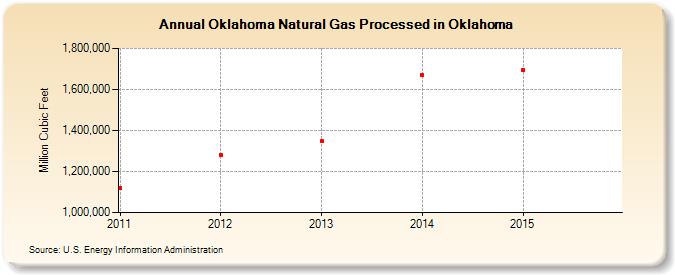 Annual Oklahoma Natural Gas Processed in Oklahoma
Million Cubic Feet
1,800,000
1,600,000
1,400,000
1,200,000
1,000,000
2011 2012 2013 2014 2015
Source: U.S. Energy Information Administration